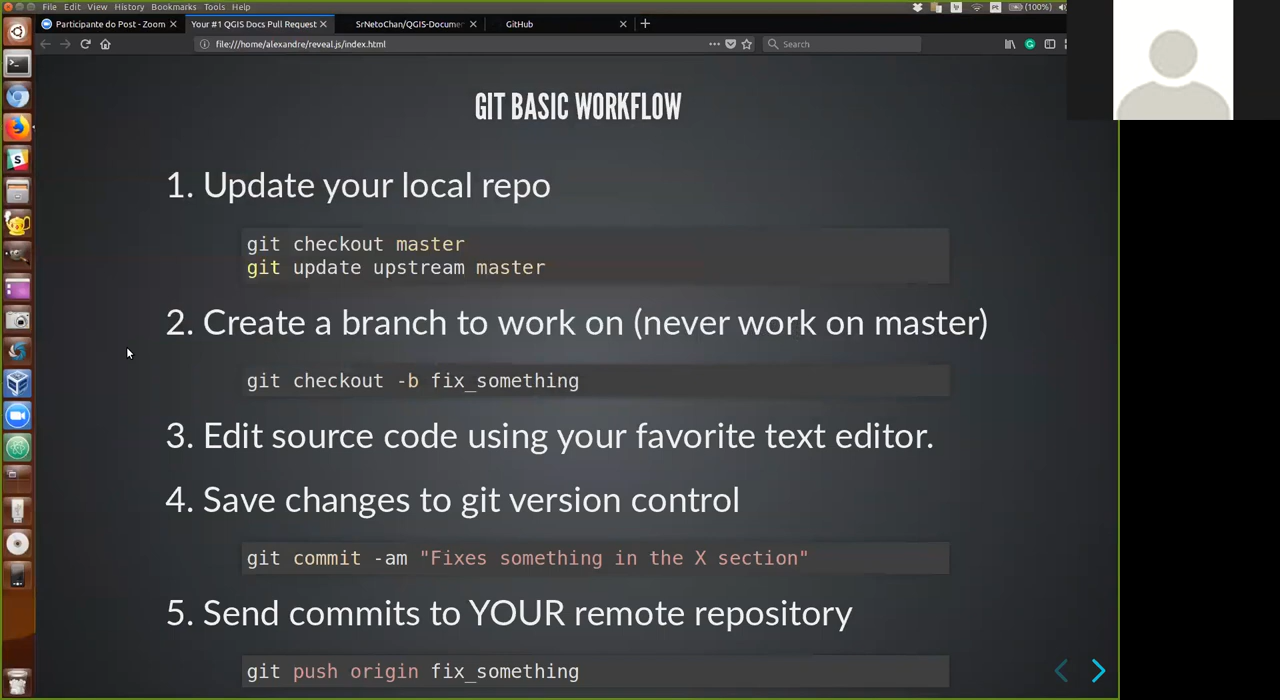 File Edit View History Bookmarks Tools Help
(100%)
Participante do Post - Zoom
Your #1 QGIS Docs Pull Request
SrNetoChan/QGIS-Documen
GitHub
file:///home/alexandre/reveal.js/index.html
Search
GIT BASIC WORKFLOW
1. Update your local repo
git checkout master
git update upstream master
2. Create a branch to work on (never work on master)
git checkout -b fix_something
3. Edit source code using your favorite text editor.
4. Save changes to git version control
git commit -am "Fixes something in the X section"
5. Send commits to YOUR remote repository
git push origin fix_something